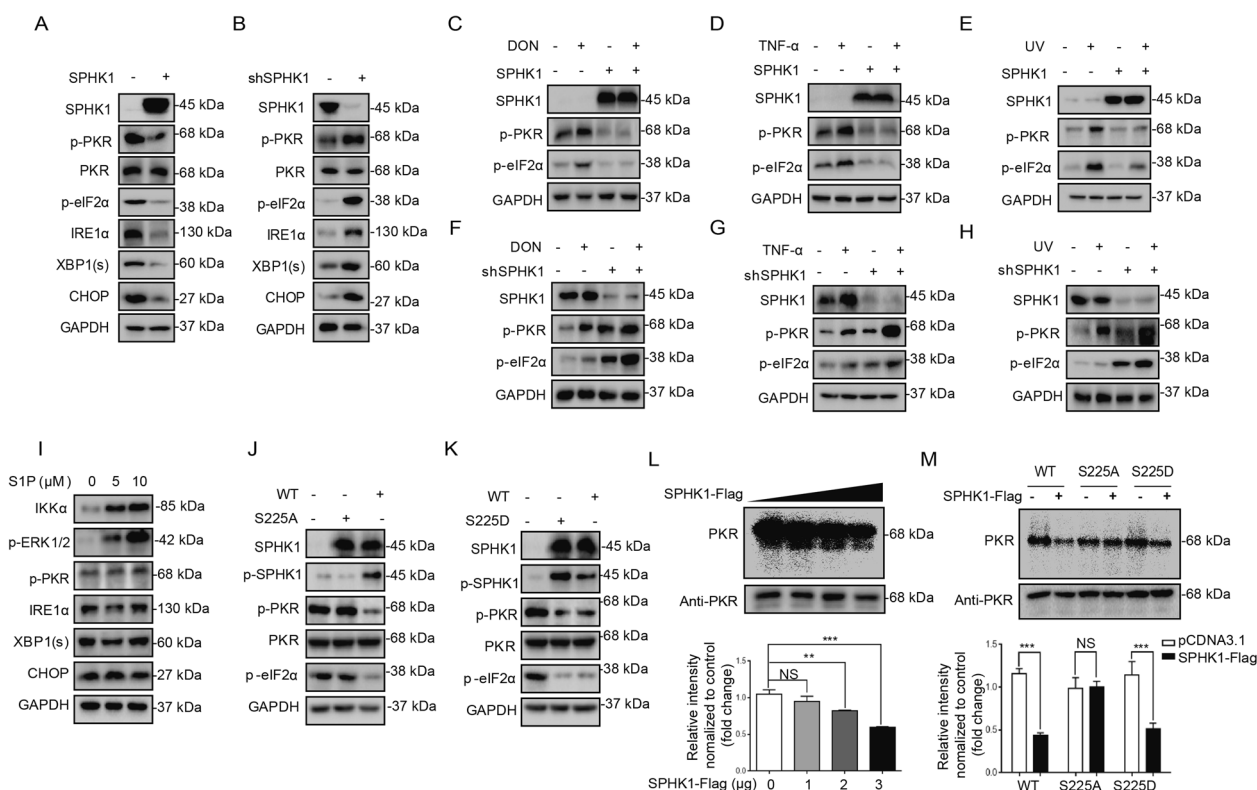 A
SPHK1 - +
SPHK1 -45 kDa
p-PKR -68 kDa
PKR -68 kDa
p-eIF2α -38 kDa
IRE1α -130 kDa
XBP1(s) -60 kDa
CHOP -27 kDa
GAPDH -37 kDa
B
shSPHK1 - +
SPHK1 -45 kDa
p-PKR -68 kDa
PKR -68 kDa
p-eIF2α -38 kDa
IRE1α -130 kDa
XBP1(s) -60 kDa
CHOP -27 kDa
GAPDH -37 kDa
C
DON - + - +
SPHK1 - - + +
SPHK1 -45 kDa
p-PKR -68 kDa
p-eIF2α -38 kDa
GAPDH -37 kDa
D
TNF-α - + - +
SPHK1 - - + +
SPHK1 -45 kDa
p-PKR -68 kDa
p-eIF2α -38 kDa
GAPDH -37 kDa
E
UV - + - +
SPHK1 - - + +
SPHK1 -45 kDa
p-PKR -68 kDa
p-eIF2α -38 kDa
GAPDH -37 kDa
F
DON - + - +
shSPHK1 - - + +
SPHK1 -45 kDa
p-PKR -68 kDa
p-eIF2α -38 kDa
GAPDH -37 kDa
G
TNF-α - + - +
shSPHK1 - - + +
SPHK1 -45 kDa
p-PKR -68 kDa
p-eIF2α -38 kDa
GAPDH -37 kDa
H
UV - + - +
shSPHK1 - - + +
SPHK1 -45 kDa
p-PKR -68 kDa
p-eIF2α -38 kDa
GAPDH -37 kDa
I
S1P (μM) 0 5 10
IKKα -85 kDa
p-ERK1/2 -42 kDa
p-PKR -68 kDa
IRE1α -130 kDa
XBP1(s) -60 kDa
CHOP -27 kDa
GAPDH -37 kDa
J
WT - - +
S225A - + -
SPHK1 -45 kDa
p-SPHK1 -45 kDa
p-PKR -68 kDa
PKR -68 kDa
p-eIF2α -38 kDa
GAPDH -37 kDa
K
WT - - +
S225D - + -
SPHK1 -45 kDa
p-SPHK1 -45 kDa
p-PKR -68 kDa
PKR -68 kDa
p-eIF2α -38 kDa
GAPDH -37 kDa
L
SPHK1-Flag
PKR -68 kDa
Anti-PKR -68 kDa
Relative intensity
nomalized to control
(fold change)
1.5
1.0
0.5
0.0
NS
**
***
SPHK1-Flag (μg) 0 1 2 3
M
WT S225A S225D
SPHK1-Flag - + - + - +
PKR -68 kDa
Anti-PKR -68 kDa
Relative intensity
nomalized to control
(fold change)
1.5
1.0
0.5
0.0
*** NS ***
pCDNA3.1
SPHK1-Flag
WT S225A S225D